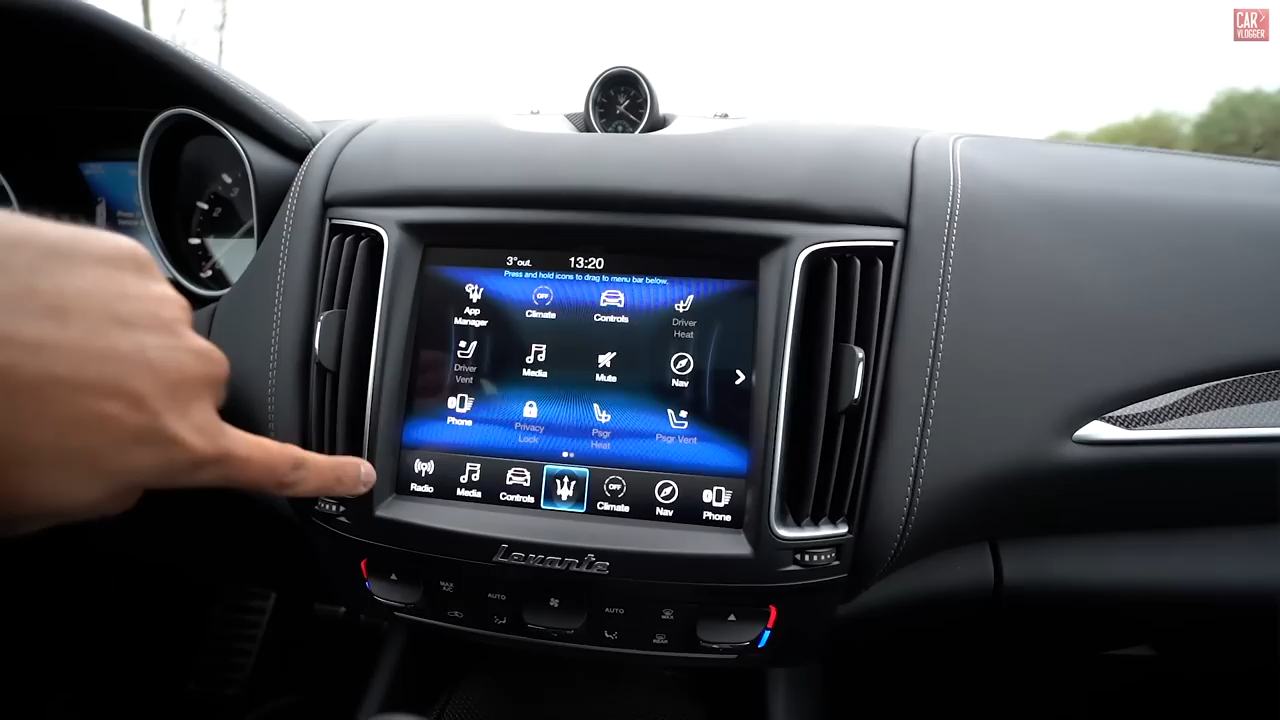 CAR
VLOGGER
3°out.
13:20
Press and hold icons to drag to menu bar below.
App
Manager
OFF
Climate
Controls
Driver
Heat
Driver
Vent
Media
Mute
Nav
Phone
Privacy
Lock
Psgr
Heat
Psgr Vent
Radio
Media
Controls
OFF
Climate
Nav
Phone
Levante
MAX
A/C
AUTO
AUTO
MAX
REAR
2